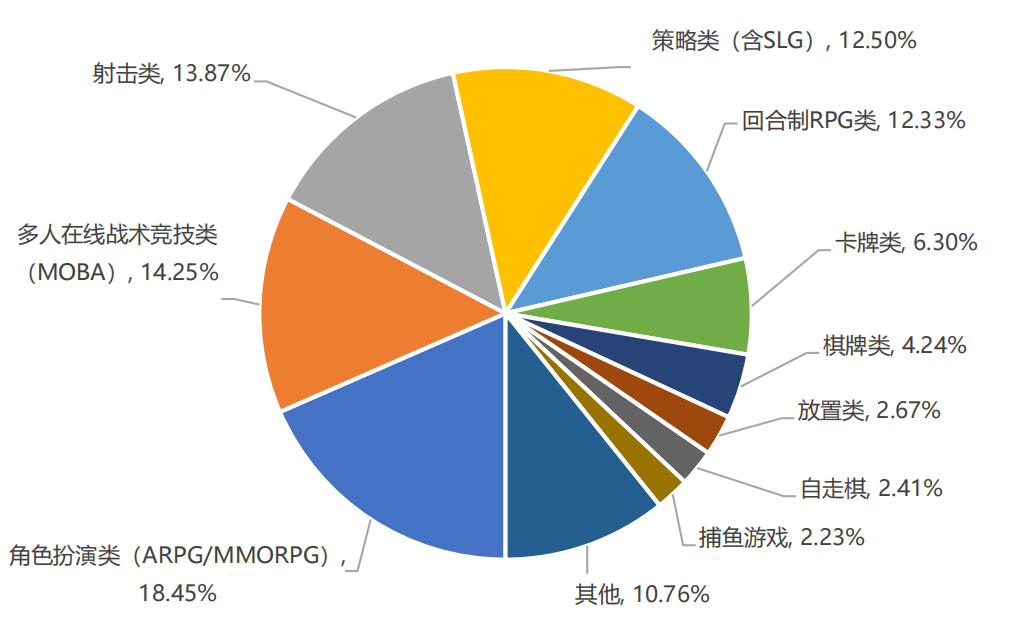 策略类（含SLG）, 12.50%
射击类, 13.87%
回合制RPG类, 12.33%
多人在线战术竞技类
（MOBA）, 14.25%
卡牌类, 6.30%
棋牌类, 4.24%
放置类, 2.67%
自走棋, 2.41%
捕鱼游戏, 2.23%
角色扮演类（ARPG/MMORPG）,
18.45%
其他, 10.76%